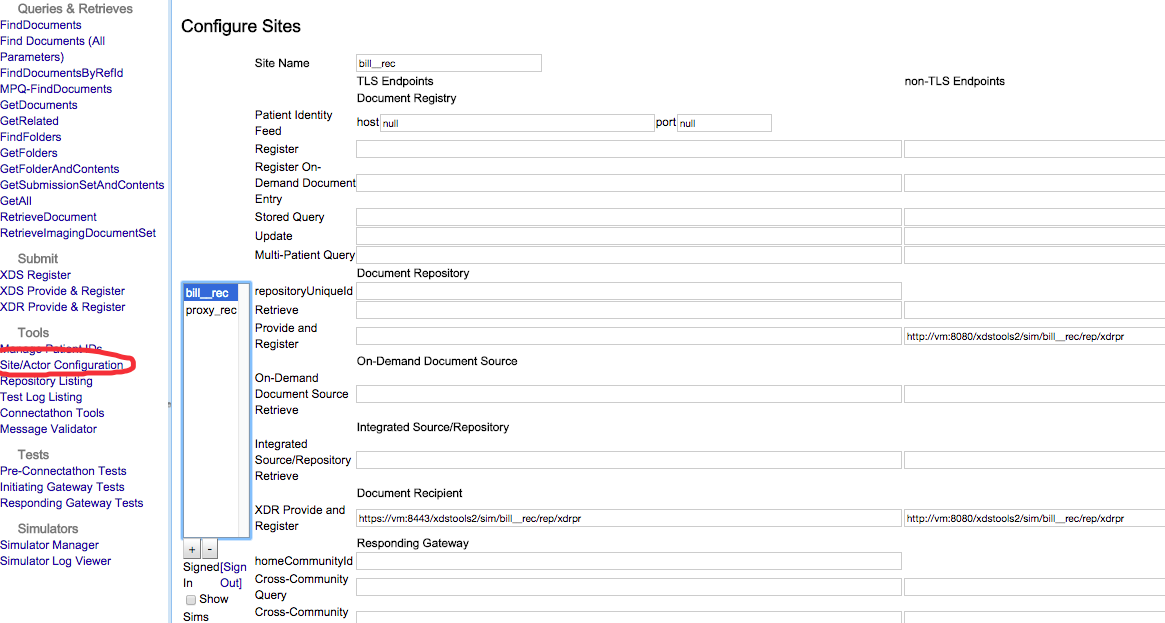 Queries & Retrieves
FindDocuments
Find Documents (All
Parameters)
FindDocumentsByRefId
MPQ-FindDocuments
GetDocuments
GetRelated
FindFolders
GetFolders
GetFolderAndContents
GetSubmissionSetAndContents
GetAll
RetrieveDocument
RetrieveImagingDocumentSet
Submit
XDS Register
XDS Provide & Register
XDR Provide & Register
Tools
Manage Patient IDs
Site/Actor Configuration
Repository Listing
Test Log Listing
Connectathon Tools
Message Validator
Tests
Pre-Connectathon Tests
Initiating Gateway Tests
Responding Gateway Tests
Simulators
Simulator Manager
Simulator Log Viewer
Configure Sites
bill__rec
proxy_rec
+ -
Signed[Sign
In Out]
Show
Sims
Site Name bill__rec
TLS Endpoints non-TLS Endpoints
Document Registry
Patient Identity
Feed
host null port null
Register
Register On-
Demand Document
Entry
Stored Query
Update
Multi-Patient Query
Document Repository
repositoryUniqueId
Retrieve
Provide and
Register
http://vm:8080/xdstools2/sim/bill__rec/rep/xdrpr
On-Demand Document Source
On-Demand
Document Source
Retrieve
Integrated Source/Repository
Integrated
Source/Repository
Retrieve
Document Recipient
XDR Provide and
Register
https://vm:8443/xdstools2/sim/bill__rec/rep/xdrpr http://vm:8080/xdstools2/sim/bill__rec/rep/xdrpr
Responding Gateway
homeCommunityId
Cross-Community
Query
Cross-Community